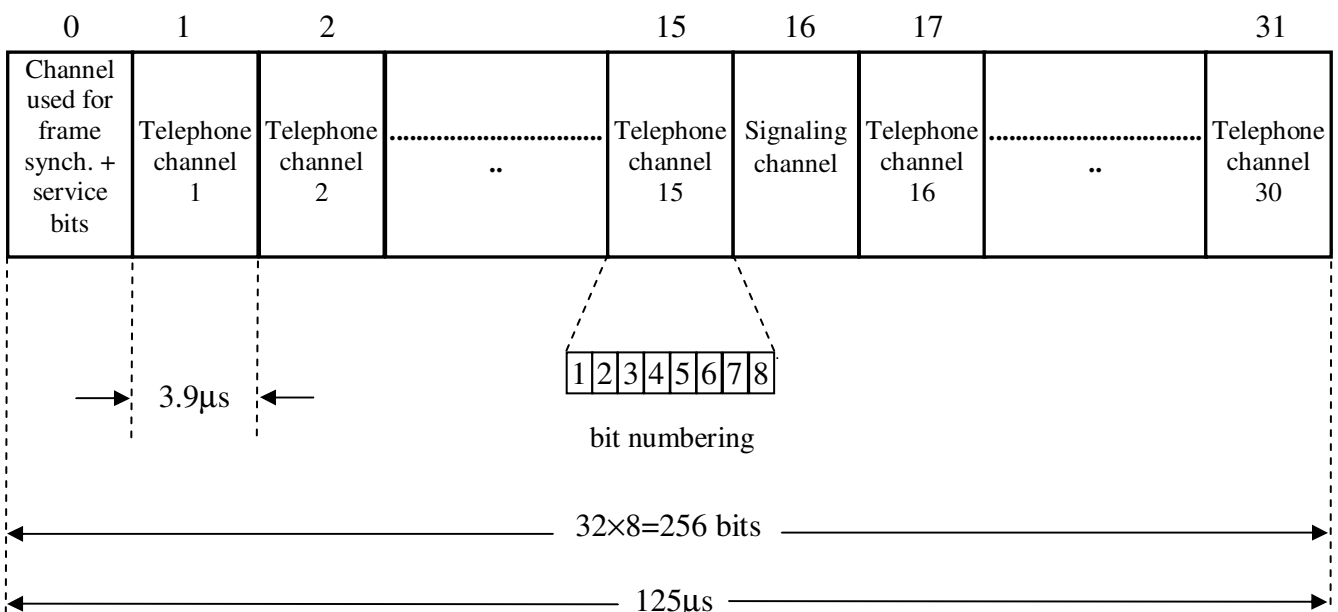 0 1 2 15 16 17 31
Channel
used for
frame
synch. +
service
bits
Telephone
channel
1
Telephone
channel
2
................................
..
Telephone
channel
15
Signaling
channel
Telephone
channel
16
................................
..
Telephone
channel
30
3.9µs
1 2 3 4 5 6 7 8
bit numbering
32×8=256 bits
125µs